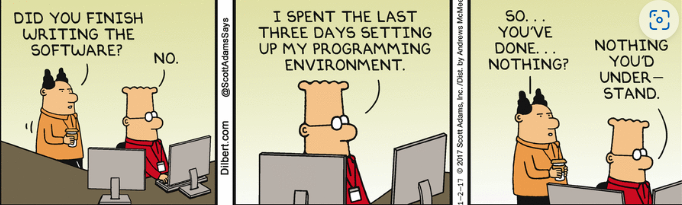 DID YOU FINISH
WRITING THE
SOFTWARE?
NO.
Dilbert.com
@ScottAdamsSays
I SPENT THE LAST
THREE DAYS SETTING
UP MY PROGRAMMING
ENVIRONMENT.
1-2-17 © 2017 Scott Adams, Inc. /Dist. by Andrews McMee
SO...
YOU'VE
DONE...
NOTHING?
NOTHING
YOU'D
UNDER-
STAND.